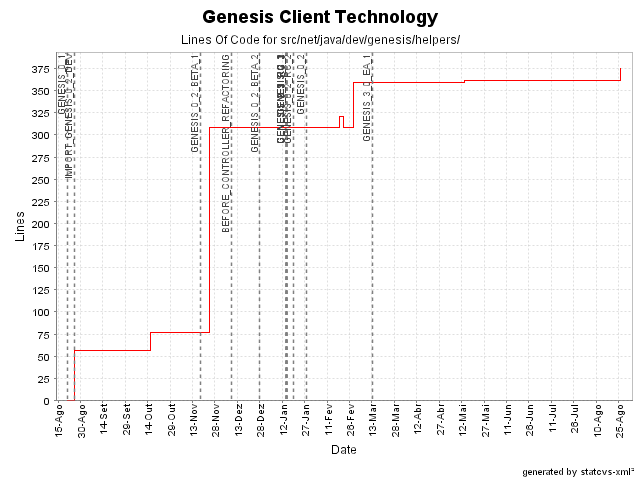 Genesis Client Technology
Lines Of Code for src/net/java/dev/genesis/helpers/
GENESIS_0_1
IMPORT_GENESIS_0_2_DEV
GENESIS_0_2_BETA_1
BEFORE_CONTROLLER_REFACTORING
GENESIS_0_2_BETA_2
GENESIS_0_2
GENESIS_3_0_EA_1
Lines
375
350
325
300
275
250
225
200
175
150
125
100
75
50
25
0
15-Ago
30-Ago
14-Set
29-Set
14-Out
29-Out
13-Nov
28-Nov
13-Dez
28-Dez
12-Jan
27-Jan
11-Fev
26-Fev
13-Mar
28-Mar
12-Abr
27-Abr
12-Mai
27-Mai
11-Jun
26-Jun
11-Jul
26-Jul
10-Ago
25-Ago
Date
generated by statcvs-xml²